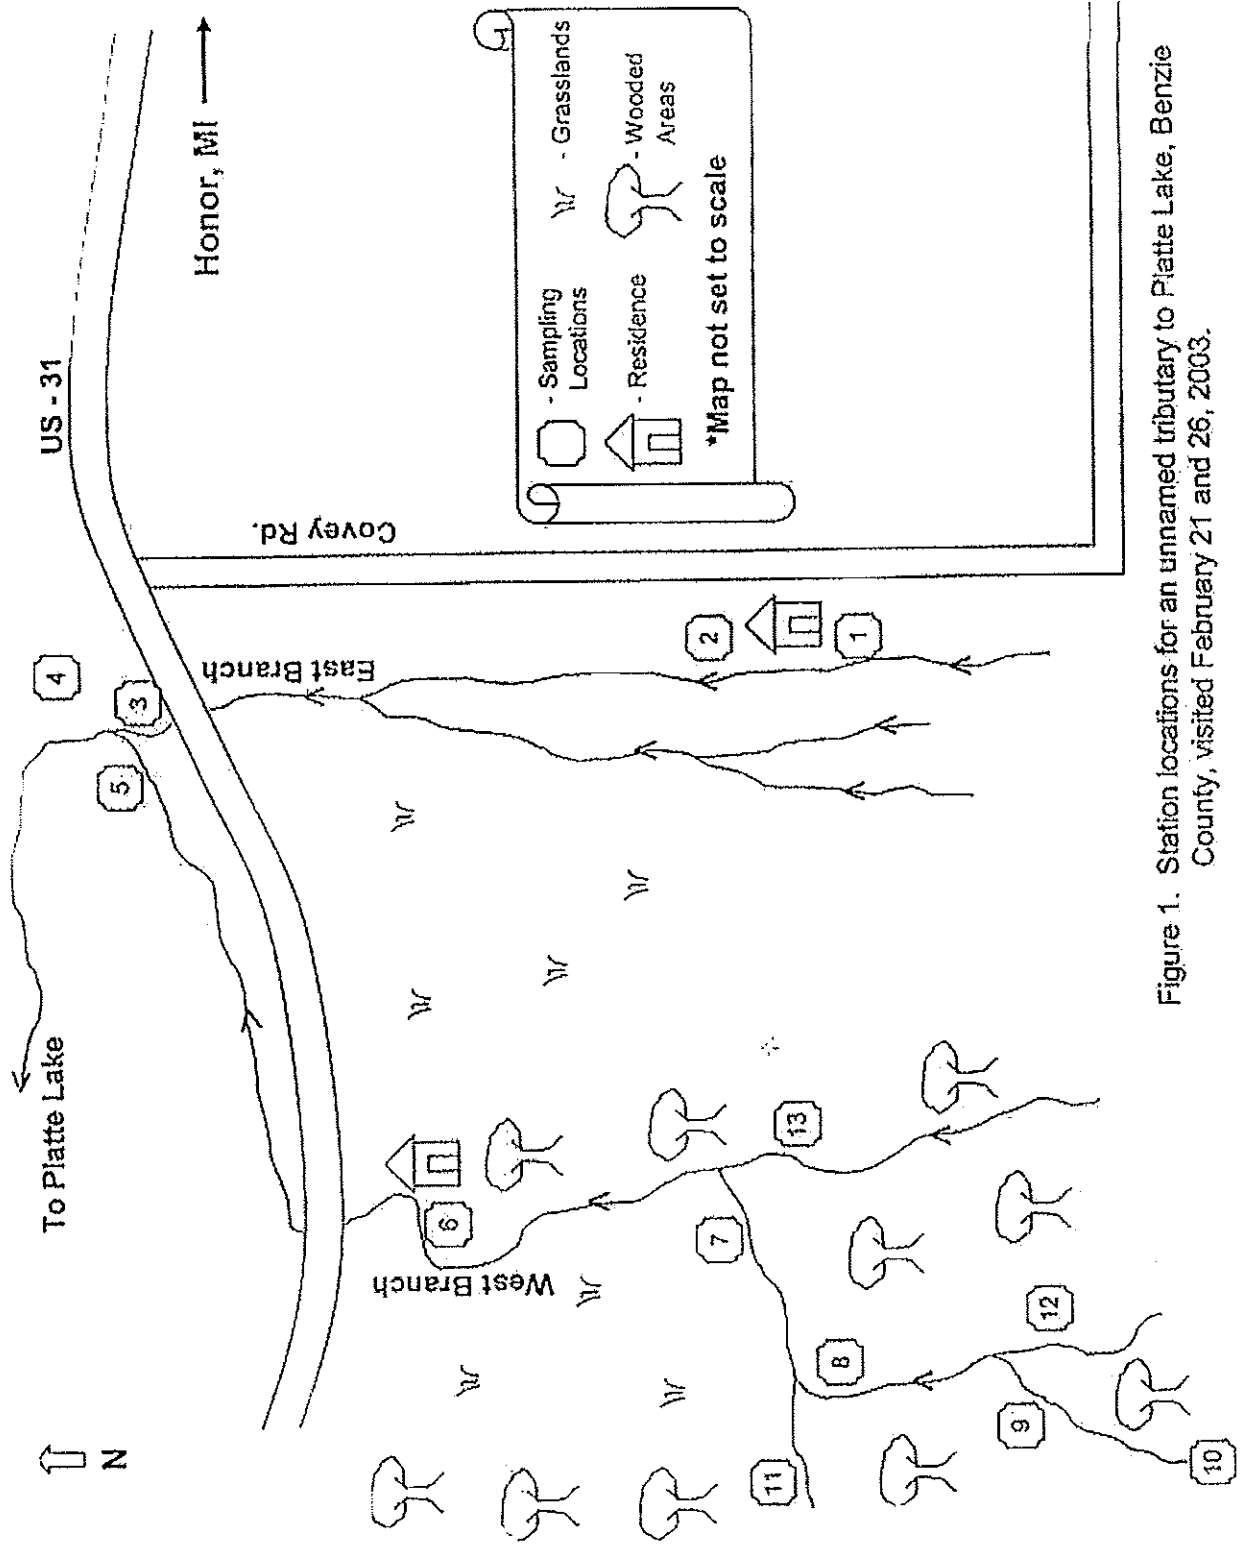 N
To Platte Lake
US - 31
Honor, MI
4
3
5
East Branch
Covey Rd.
6
West Branch
2
1
7
13
8
11
12
9
10
- Sampling
Locations
- Grasslands
- Residence
- Wooded
Areas
*Map not set to scale
Figure 1. Station locations for an unnamed tributary to Platte Lake, Benzie
County, visited February 21 and 26, 2003.